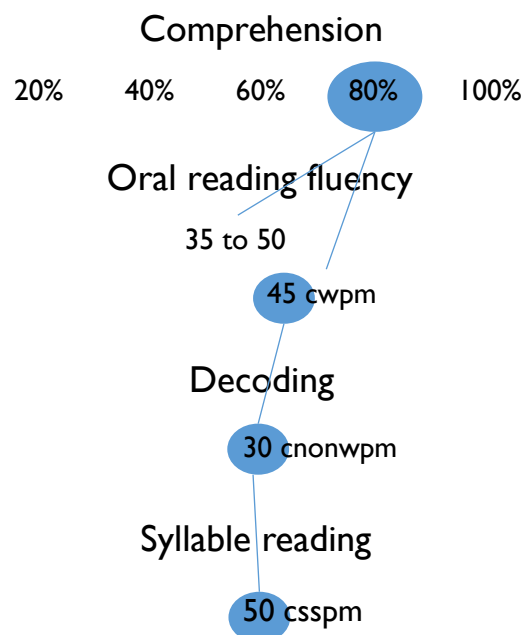 Comprehension
20% 40% 60% 80% 100%
Oral reading fluency
35 to 50
45 cwpm
Decoding
30 cnonwpm
Syllable reading
50 csspm